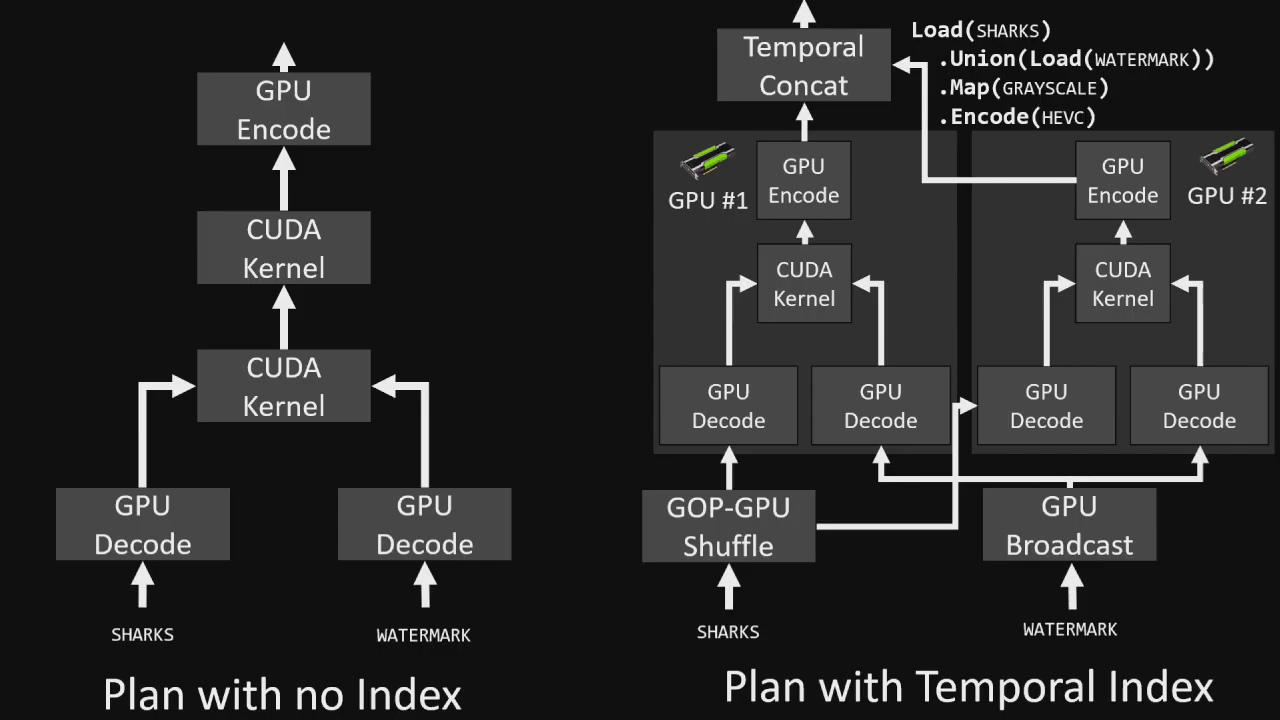 GPU
Encode
CUDA
Kernel
CUDA
Kernel
GPU
Decode
GPU
Decode
SHARKS
WATERMARK
Plan with no Index
Temporal
Concat
Load(SHARKS)
.Union(Load(WATERMARK))
.Map(GRAYSCALE)
.Encode(HEVC)
GPU #1
GPU
Encode
GPU
Encode
GPU #2
CUDA
Kernel
CUDA
Kernel
GPU
Decode
GPU
Decode
GPU
Decode
GPU
Decode
GOP-GPU
Shuffle
GPU
Broadcast
SHARKS
WATERMARK
Plan with Temporal Index